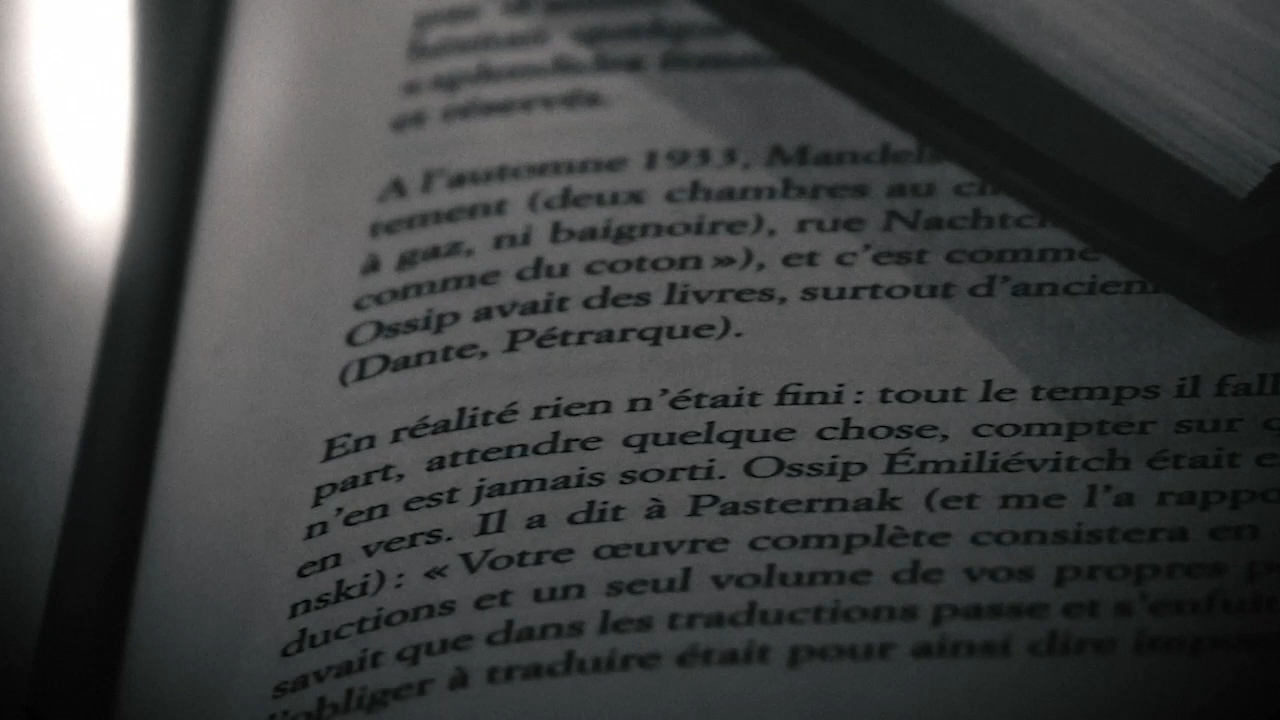 et réservés.
A l'automne 1933, Mandels
tement (deux chambres au
à gaz, ni baignoire), rue Nachtc
comme du coton »), et c'est comme
Ossip avait des livres, surtout d'ancien
(Dante, Pétrarque).
En réalité rien n'était fini : tout le temps il fall
part, attendre quelque chose, compter sur
n'en est jamais sorti. Ossip Émiliévitch était
en vers. Il a dit à Pasternak (et me l'a rappo
nski) : « Votre œuvre complète consistera en
ductions et un seul volume de vos propres
savait que dans les traductions passe et s'enfuit
l'obliger à traduire était pour ainsi dire